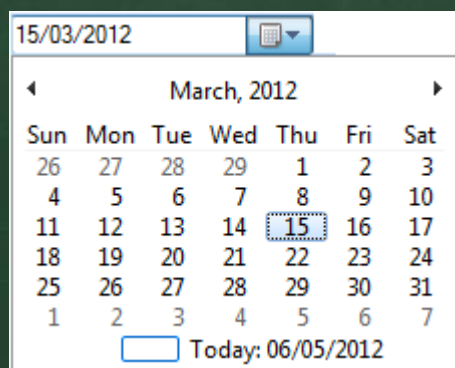 15/03/2012
March, 2012
Sun Mon Tue Wed Thu Fri Sat
26 27 28 29 1 2 3
4 5 6 7 8 9 10
11 12 13 14 15 16 17
18 19 20 21 22 23 24
25 26 27 28 29 30 31
1 2 3 4 5 6 7
Today: 06/05/2012